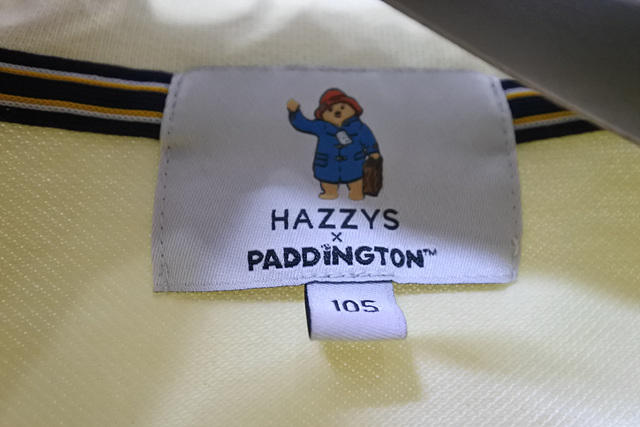 HAZZYS
×
PADDINGTON™
105